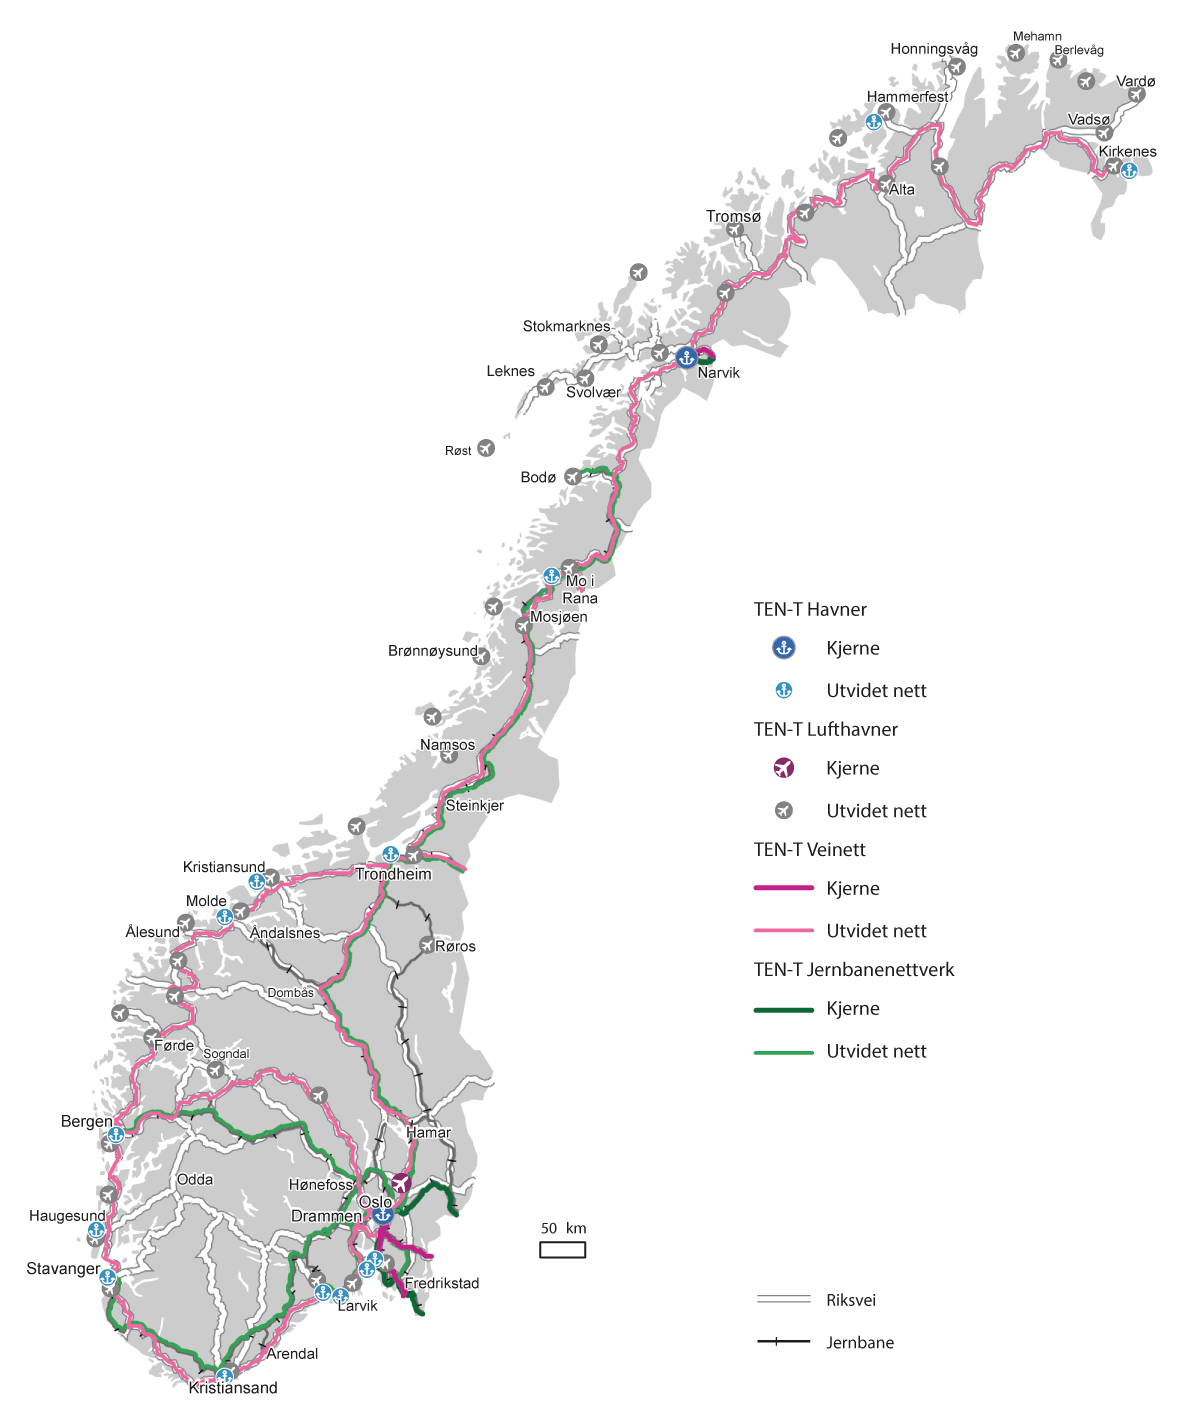 Mehamn
Honningsvåg
Berlevåg
Vardø
Hammerfest
Vadsø
Kirkenes
Alta
Tromsø
Stokmarknes
Narvik
Leknes
Svolvær
Røst
Bodø
Mo i
Rana
Mosjøen
Brønnøysund
Namsos
Steinkjer
Kristiansund
Trondheim
Molde
Ålesund
Åndalsnes
Røros
Dombås
Førde
Sogndal
Bergen
Hamar
Odda
Hønefoss
Oslo
Haugesund
Drammen
Stavanger
Fredrikstad
Larvik
Arendal
Kristiansand
50 km
TEN-T Havner
Kjerne
Utvidet nett
TEN-T Lufthavner
Kjerne
Utvidet nett
TEN-T Veinett
Kjerne
Utvidet nett
TEN-T Jernbanenettverk
Kjerne
Utvidet nett
Riksvei
Jernbane